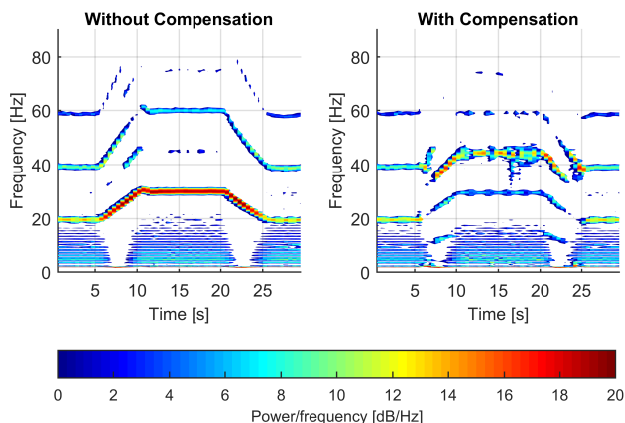 Without Compensation
With Compensation
Frequency [Hz]
80
60
40
20
0
5 10 15 20 25
Time [s]
Frequency [Hz]
80
60
40
20
0
5 10 15 20 25
Time [s]
0 2 4 6 8 10 12 14 16 18 20
Power/frequency [dB/Hz]